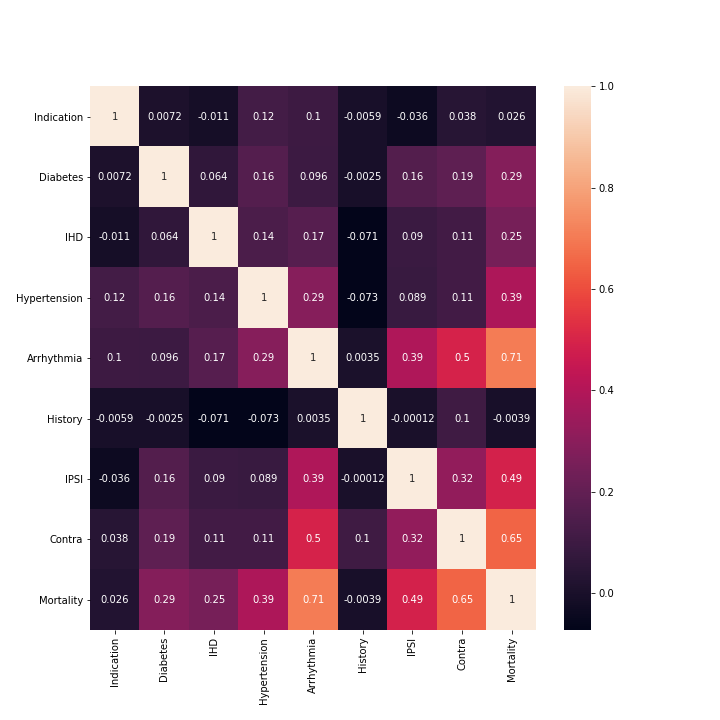 1.0
Indication 1 0.0072 -0.011 0.12 0.1 -0.0059 -0.036 0.038 0.026
Diabetes 0.0072 1 0.064 0.16 0.096 -0.0025 0.16 0.19 0.29
0.8
IHD -0.011 0.064 1 0.14 0.17 -0.071 0.09 0.11 0.25
0.6
Hypertension 0.12 0.16 0.14 1 0.29 -0.073 0.089 0.11 0.39
Arrhythmia 0.1 0.096 0.17 0.29 1 0.0035 0.39 0.5 0.71
0.4
History -0.0059 -0.0025 -0.071 -0.073 0.0035 1 -0.00012 0.1 -0.0039
IPSI -0.036 0.16 0.09 0.089 0.39 -0.00012 1 0.32 0.49
0.2
Contra 0.038 0.19 0.11 0.11 0.5 0.1 0.32 1 0.65
0.0
Mortality 0.026 0.29 0.25 0.39 0.71 -0.0039 0.49 0.65 1
Indication
Diabetes
IHD
Hypertension
Arrhythmia
History
IPSI
Contra
Mortality